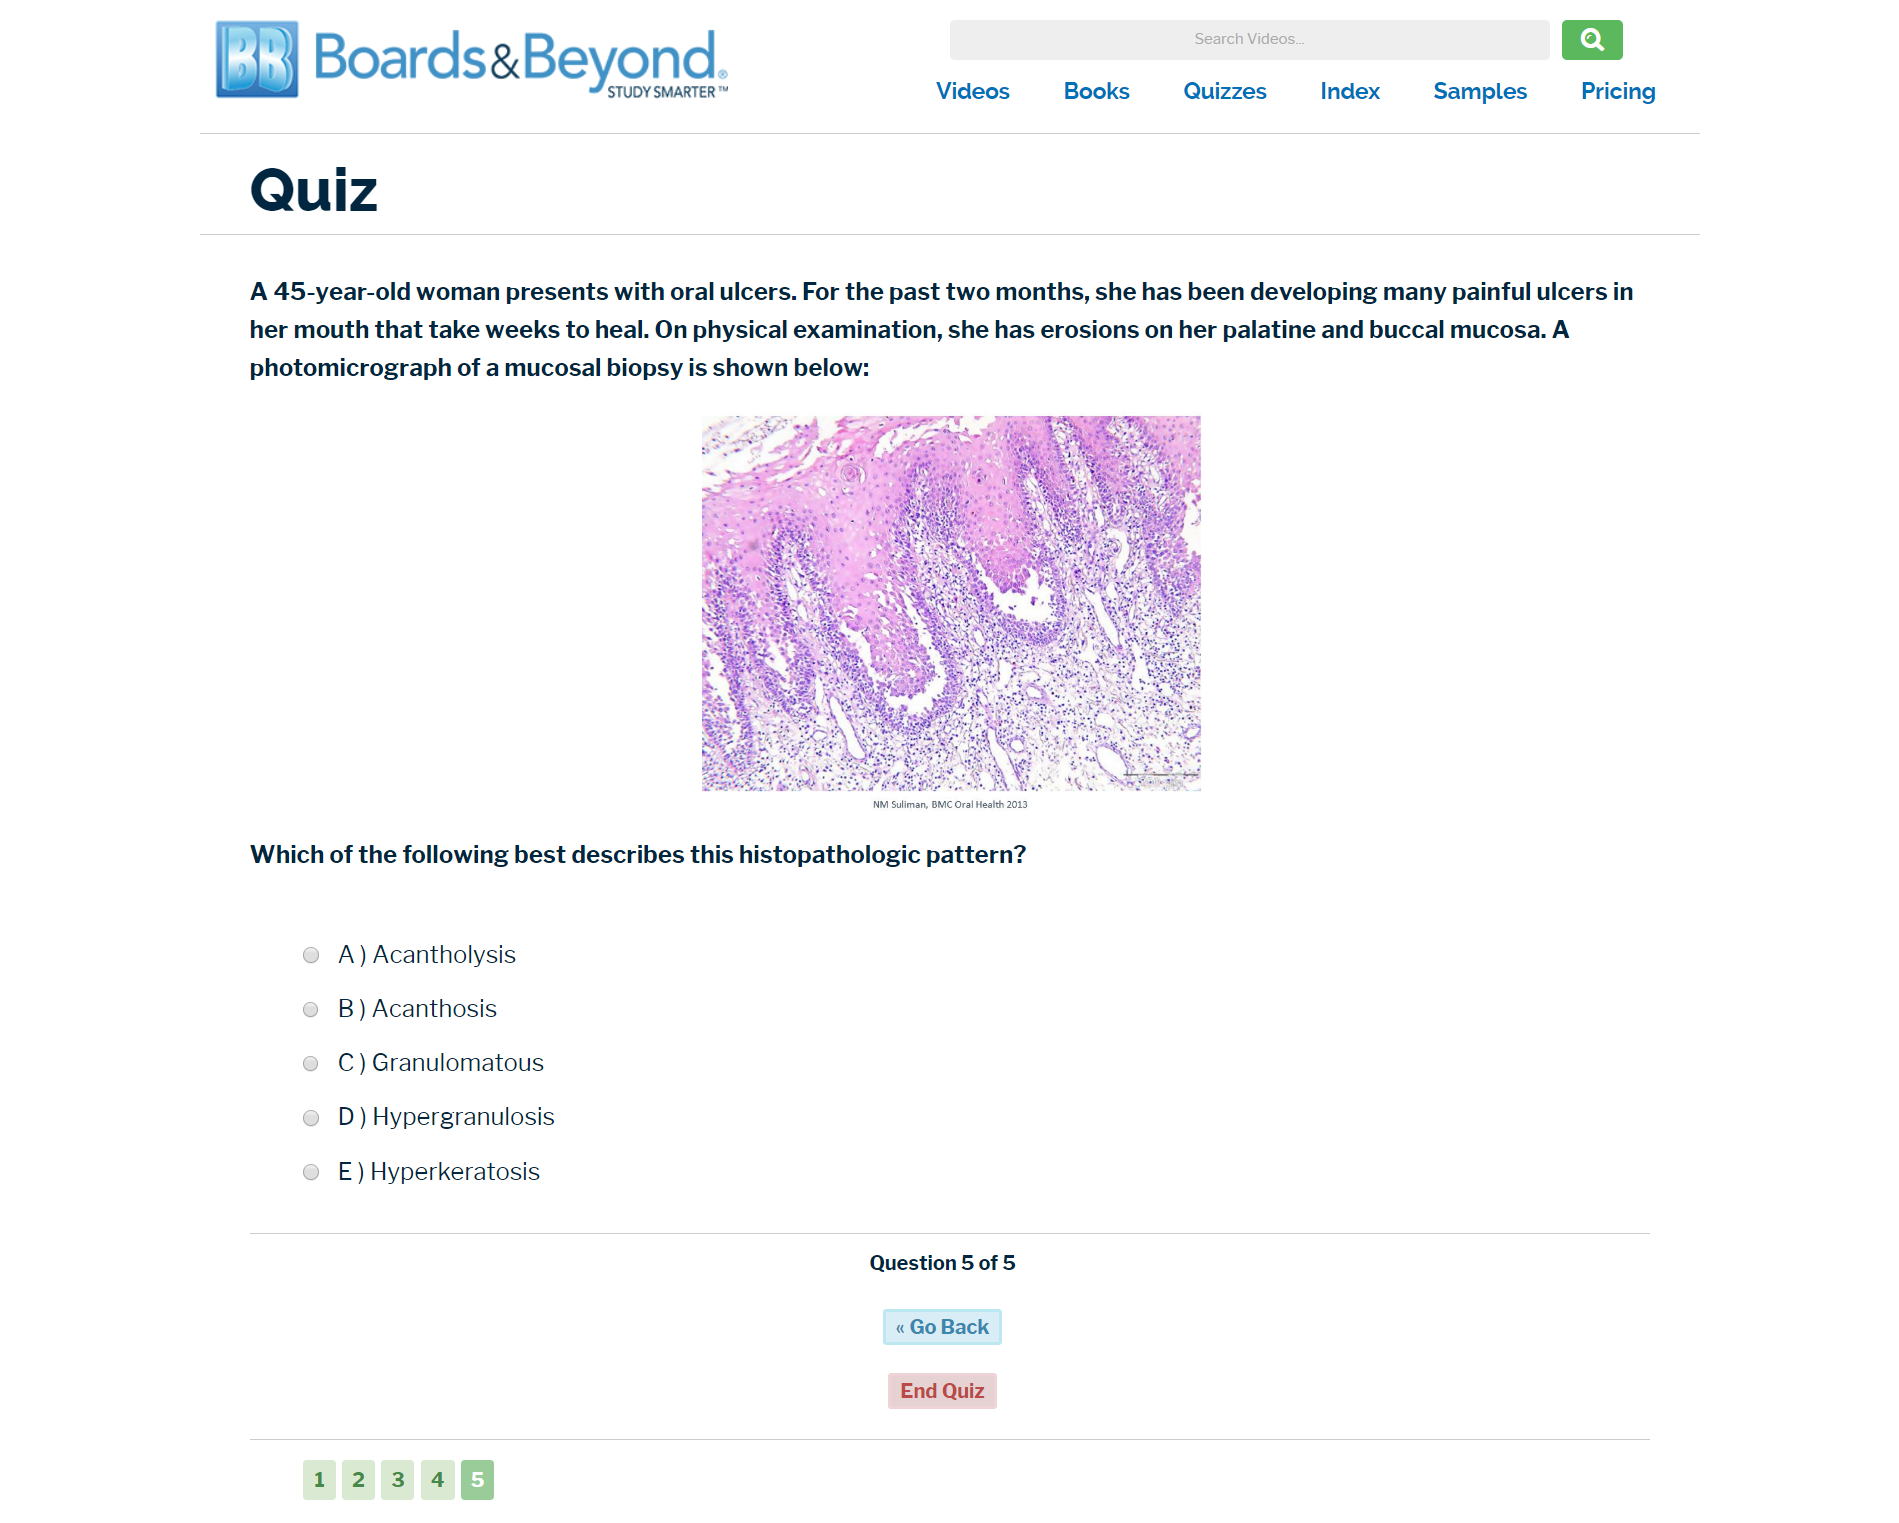 BB Boards&Beyond®
STUDY SMARTER™
Search Videos...
Videos Books Quizzes Index Samples Pricing
Quiz
A 45-year-old woman presents with oral ulcers. For the past two months, she has been developing many painful ulcers in
her mouth that take weeks to heal. On physical examination, she has erosions on her palatine and buccal mucosa. A
photomicrograph of a mucosal biopsy is shown below:
NM Suliman, BMC Oral Health 2013
Which of the following best describes this histopathologic pattern?
A ) Acantholysis
B ) Acanthosis
C ) Granulomatous
D ) Hypergranulosis
E ) Hyperkeratosis
Question 5 of 5
« Go Back
End Quiz
1 2 3 4 5